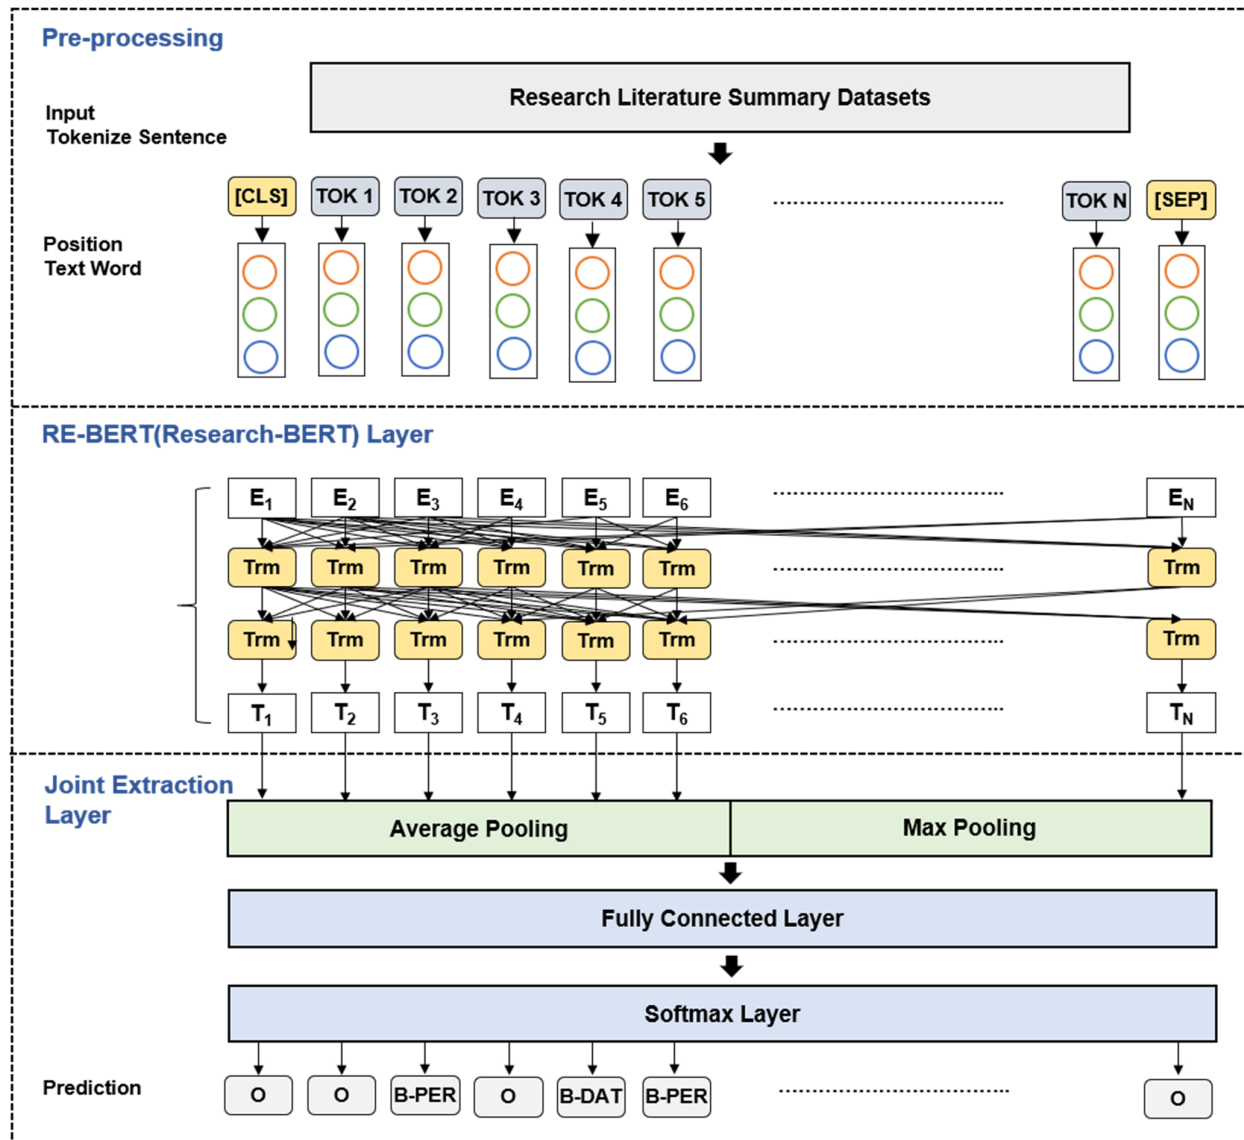 Pre-processing
Research Literature Summary Datasets
Input
Tokenize Sentence
[CLS] TOK 1 TOK 2 TOK 3 TOK 4 TOK 5 TOK N [SEP]
Position
Text Word
RE-BERT(Research-BERT) Layer
E1 E2 E3 E4 E5 E6 EN
Trm Trm Trm Trm Trm Trm Trm
Trm Trm Trm Trm Trm Trm Trm
T1 T2 T3 T4 T5 T6 TN
Joint Extraction
Layer
Average Pooling Max Pooling
Fully Connected Layer
Softmax Layer
Prediction
O O B-PER O B-DAT B-PER O